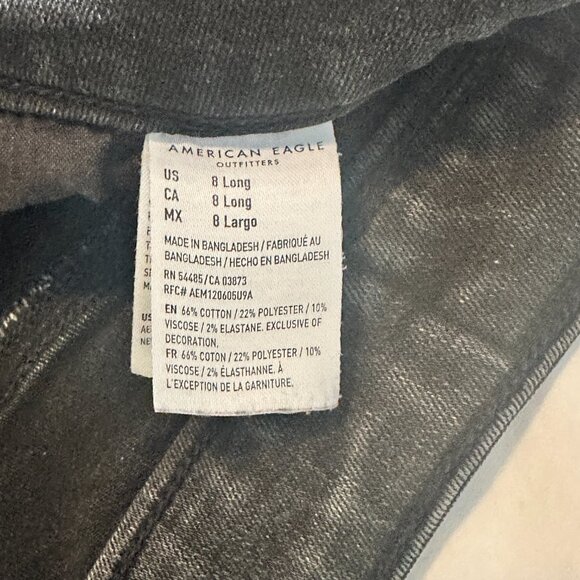 AMERICAN EAGLE
OUTFITTERS
US 8 Long
CA 8 Long
MX 8 Largo
MADE IN BANGLADESH / FABRIQUÉ AU
BANGLADESH / HECHO EN BANGLADESH
RN 54485 / CA 03873
RFC# AEM120605U9A
EN 66% COTTON / 22% POLYESTER / 10%
VISCOSE / 2% ELASTANE. EXCLUSIVE OF
DECORATION.
FR 66% COTON / 22% POLYESTER / 10%
VISCOSE / 2% ÉLASTHANNE. À
L'EXCEPTION DE LA GARNITURE.
US